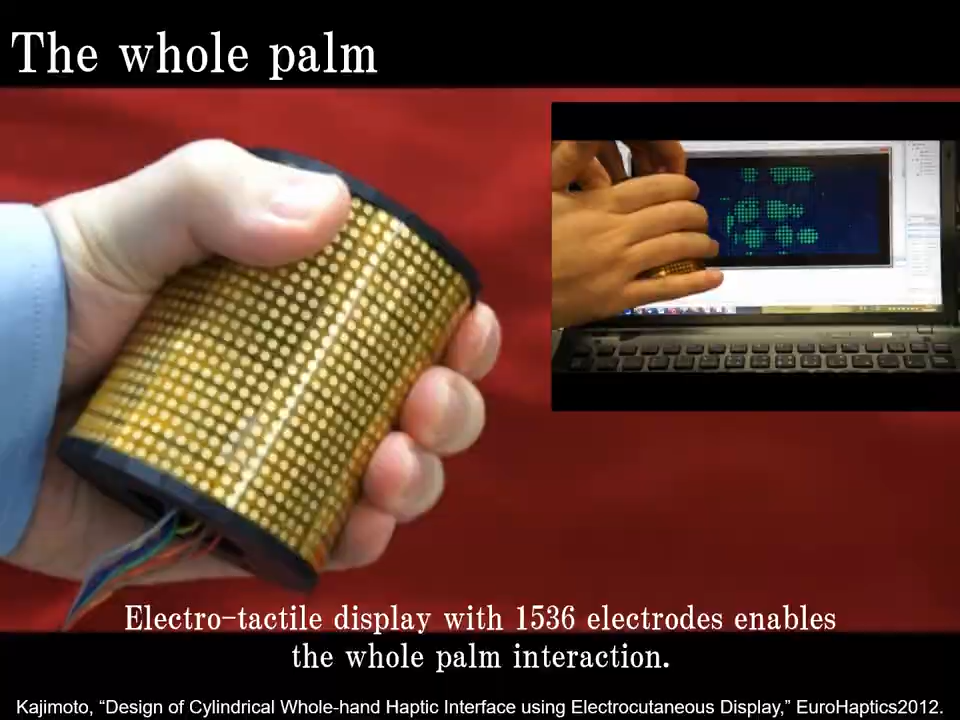 The whole palm
Electro-tactile display with 1536 electrodes enables
the whole palm interaction.
Kajimoto, “Design of Cylindrical Whole-hand Haptic Interface using Electrocutaneous Display,” EuroHaptics2012.